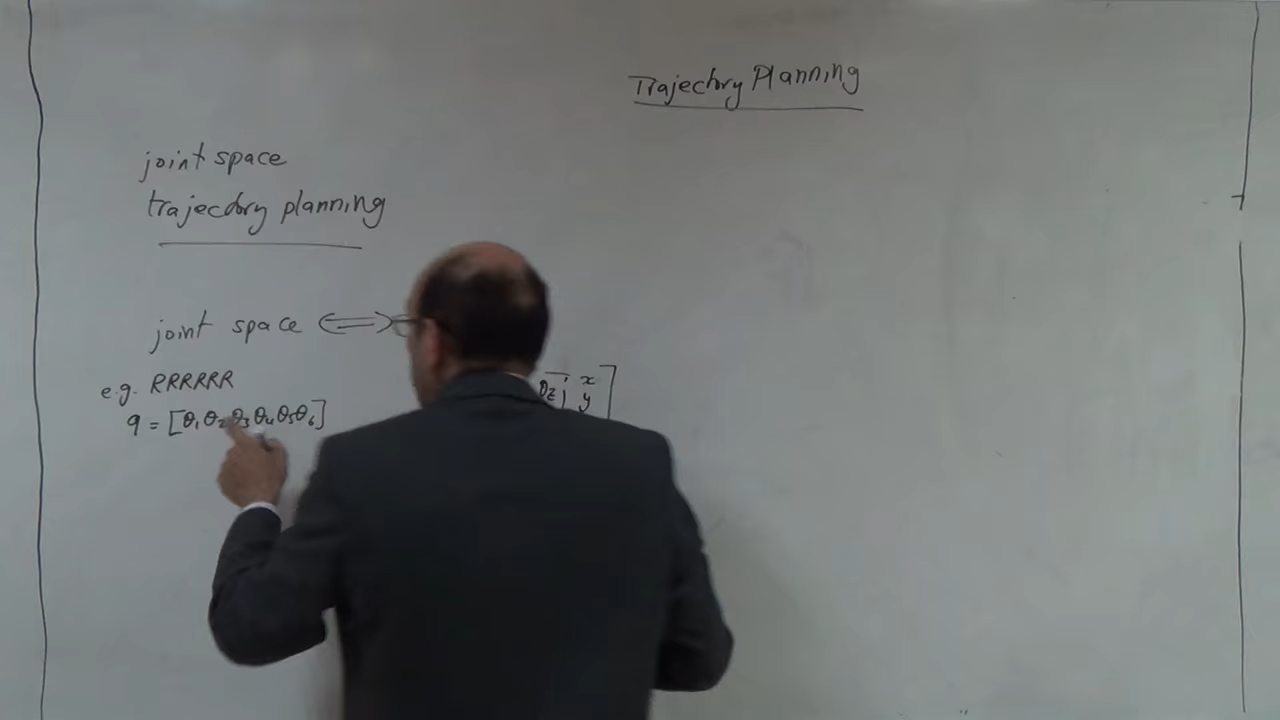 Trajectory Planning
joint space
trajectory planning
joint space ⟺
e.g. RRRRRR
q = [θ₁ θ₂ θ₃ θ₄ θ₅ θ₆]
x
y